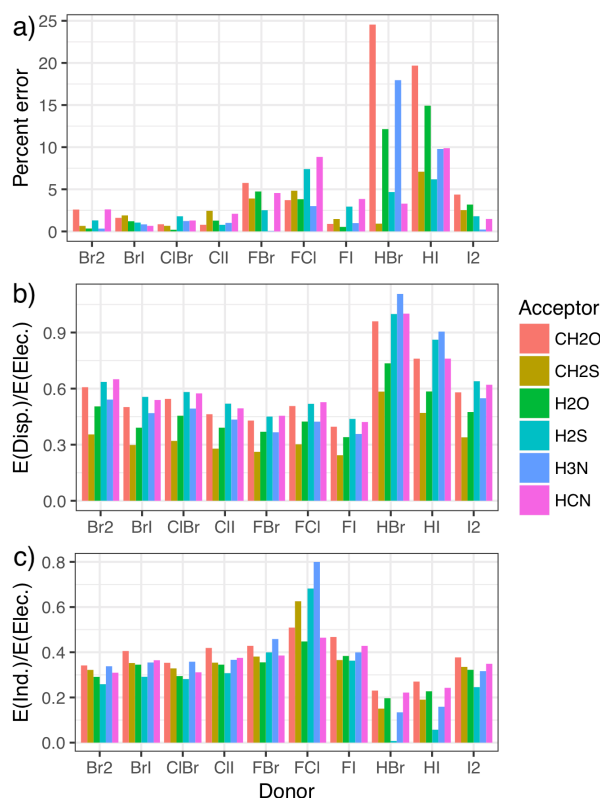 a)
Percent error
25
20
15
10
5
0
Br2 BrI ClBr ClI FBr FCl FI HBr HI I2
b)
E(Disp.)/E(Elec.)
0.9
0.6
0.3
0.0
Br2 BrI ClBr ClI FBr FCl FI HBr HI I2
Acceptor
CH2O
CH2S
H2O
H2S
H3N
HCN
c)
E(Ind.)/E(Elec.)
0.8
0.6
0.4
0.2
0.0
Br2 BrI ClBr ClI FBr FCl FI HBr HI I2
Donor